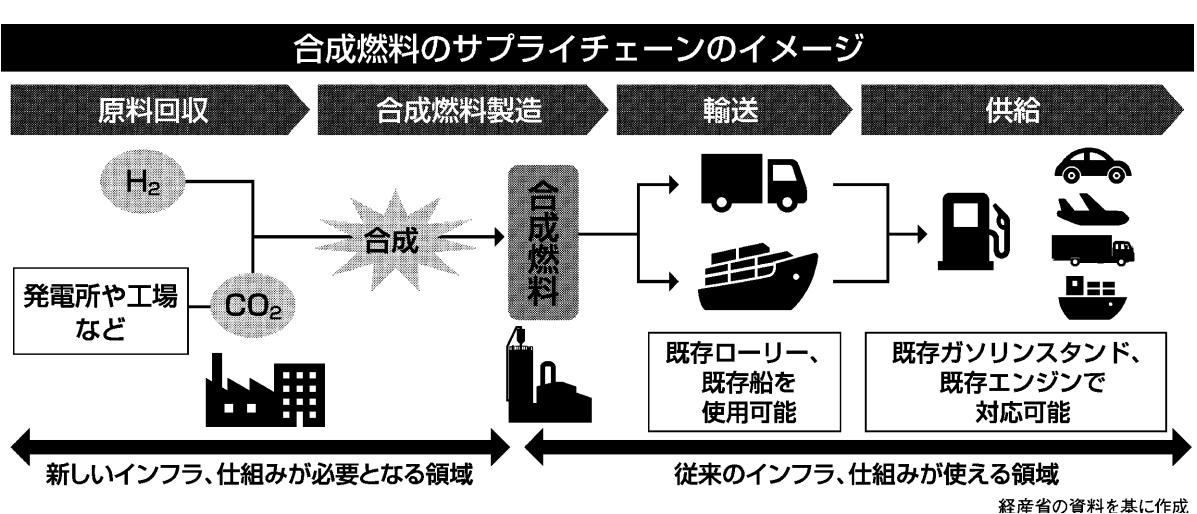 合成燃料のサプライチェーンのイメージ
原料回収
合成燃料製造
輸送
供給
H₂
合成
合成燃料
発電所や工場
など
CO₂
既存ローリー、
既存船を
使用可能
既存ガソリンスタンド、
既存エンジンで
対応可能
新しいインフラ、仕組みが必要となる領域
従来のインフラ、仕組みが使える領域
経産省の資料を基に作成